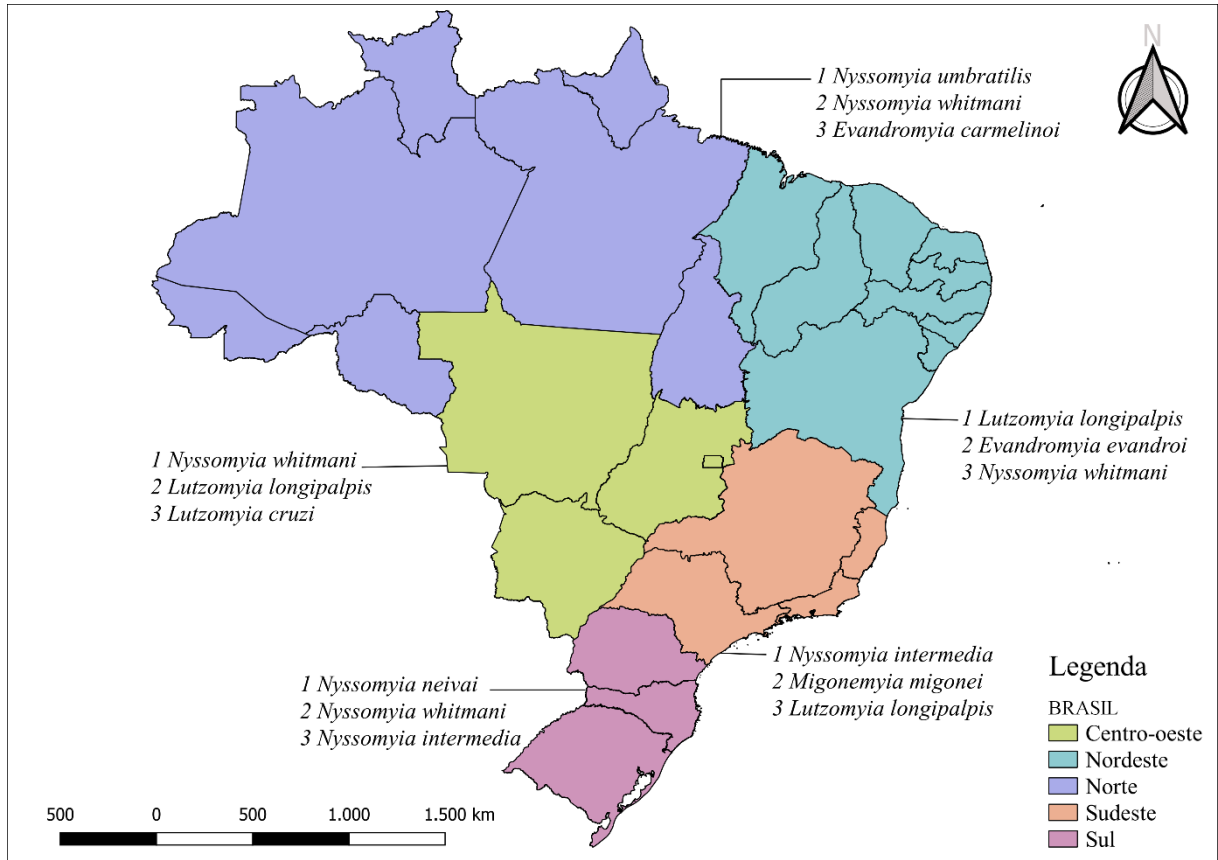 N
1 Nyssomyia umbratilis
2 Nyssomyia whitmani
3 Evandromyia carmelinoi
1 Lutzomyia longipalpis
2 Evandromyia evandroi
3 Nyssomyia whitmani
1 Nyssomyia whitmani
2 Lutzomyia longipalpis
3 Lutzomyia cruzi
1 Nyssomyia intermedia
2 Migonemyia migonei
3 Lutzomyia longipalpis
1 Nyssomyia neivai
2 Nyssomyia whitmani
3 Nyssomyia intermedia
Legenda
BRASIL
Centro-oeste
Nordeste
Norte
Sudeste
Sul
500 0 500 1.000 1.500 km